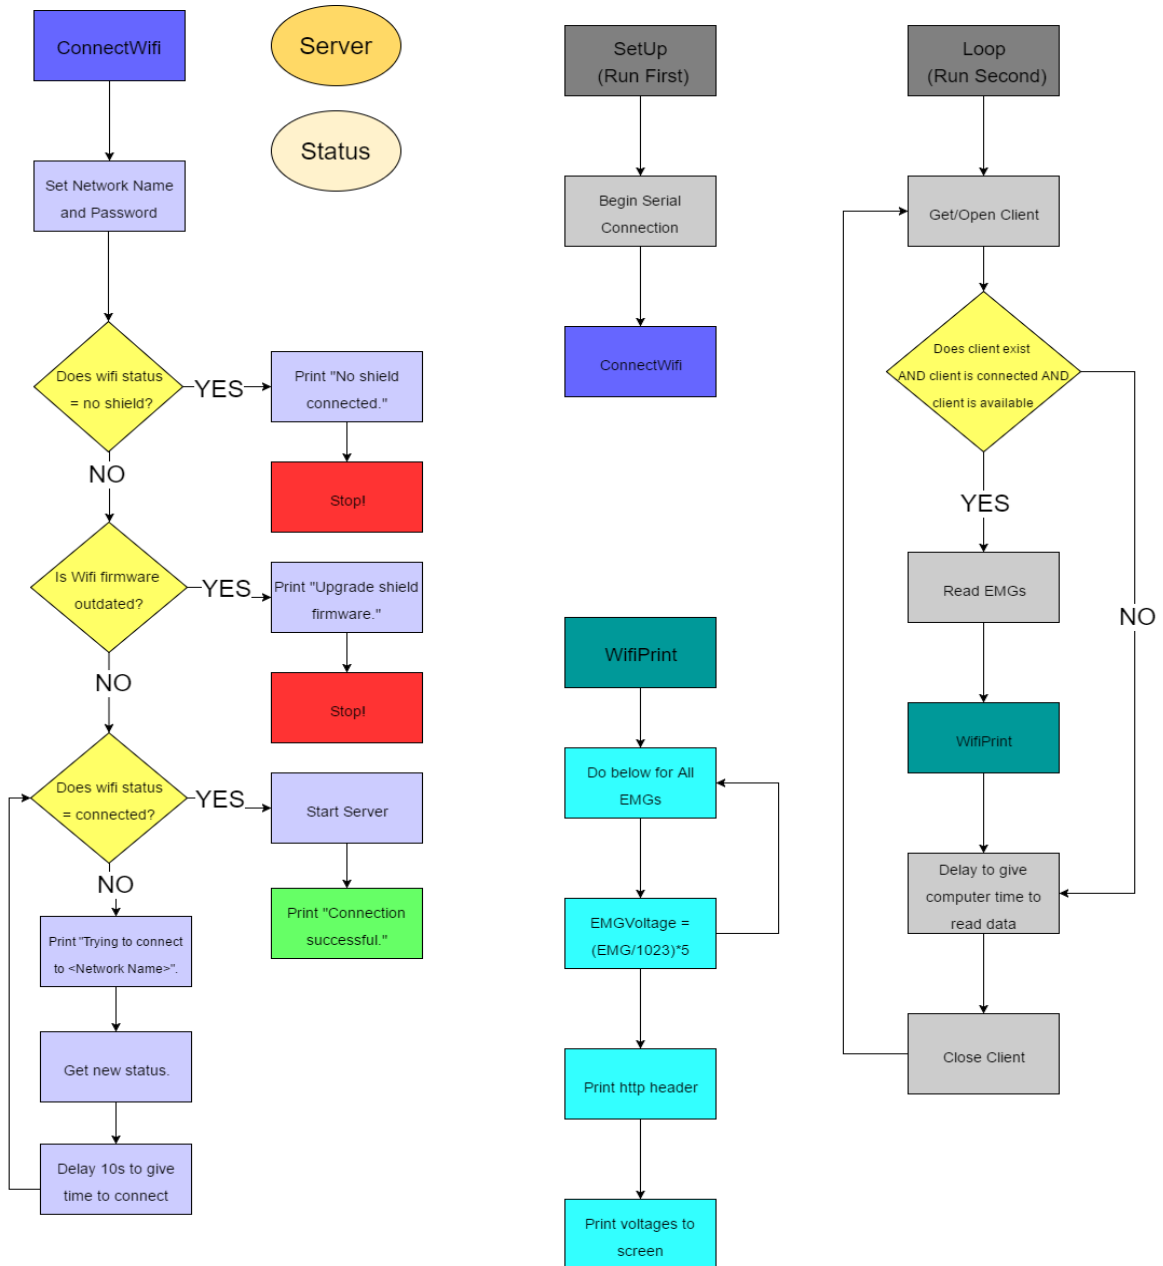 ConnectWifi
Set Network Name
and Password
Does wifi status
= no shield?
YES
Print "No shield
connected."
Stop!
NO
Is Wifi firmware
outdated?
YES
Print "Upgrade shield
firmware."
Stop!
NO
Does wifi status
= connected?
YES
Start Server
Print "Connection
successful."
NO
Print "Trying to connect
to <Network Name>".
Get new status.
Delay 10s to give
time to connect
Server
Status
SetUp
(Run First)
Begin Serial
Connection
ConnectWifi
WifiPrint
Do below for All
EMGs
EMGVoltage =
(EMG/1023)*5
Print http header
Print voltages to
screen
Loop
(Run Second)
Get/Open Client
Does client exist
AND client is connected AND
client is available
YES
NO
Read EMGs
WifiPrint
Delay to give
computer time to
read data
Close Client